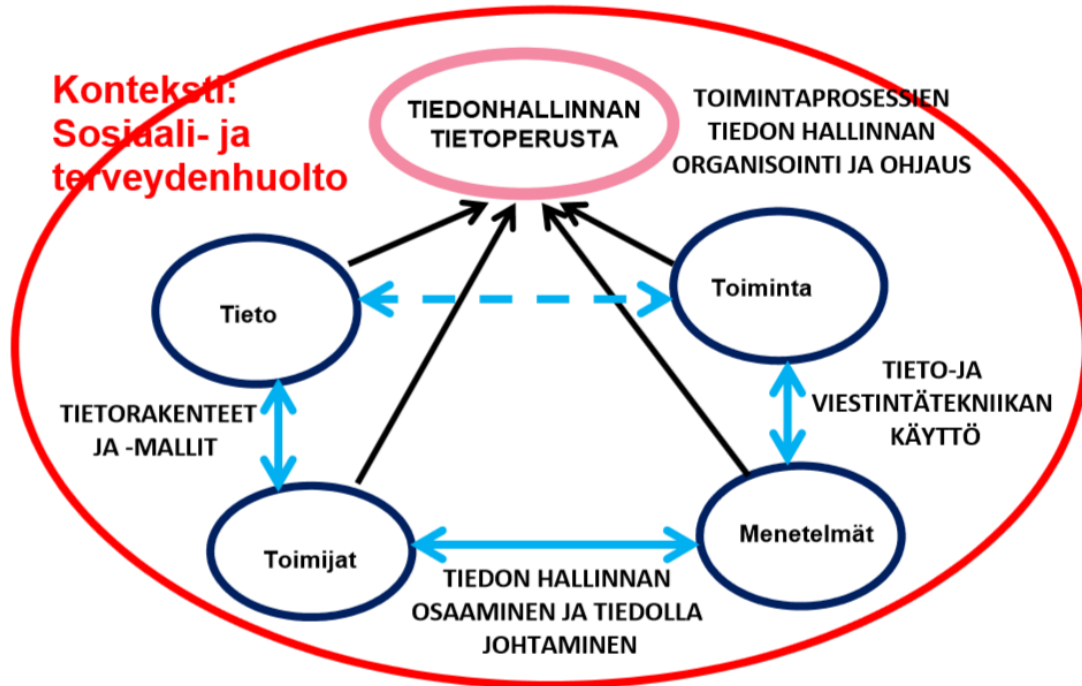 Konteksti:
Sosiaali- ja
terveydenhuolto
TIEDONHALLINNAN
TIETOPERUSTA
TOIMINTAPROSESSIEN
TIEDON HALLINNAN
ORGANISOINTI JA OHJAUS
Tieto
Toiminta
TIETORAKENTEET
JA -MALLIT
TIETO-JA
VIESTINTÄTEKNIIKAN
KÄYTTÖ
Toimijat
Menetelmät
TIEDON HALLINNAN
OSAAMINEN JA TIEDOLLA
JOHTAMINEN